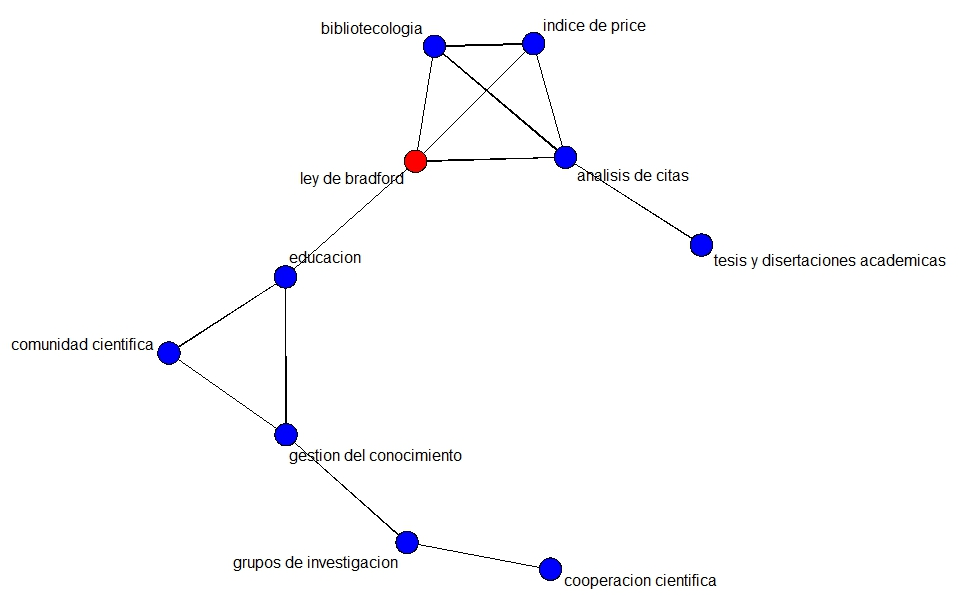 bibliotecologia
indice de price
ley de bradford
analisis de citas
educacion
tesis y disertaciones academicas
comunidad cientifica
gestion del conocimiento
grupos de investigacion
cooperacion cientifica